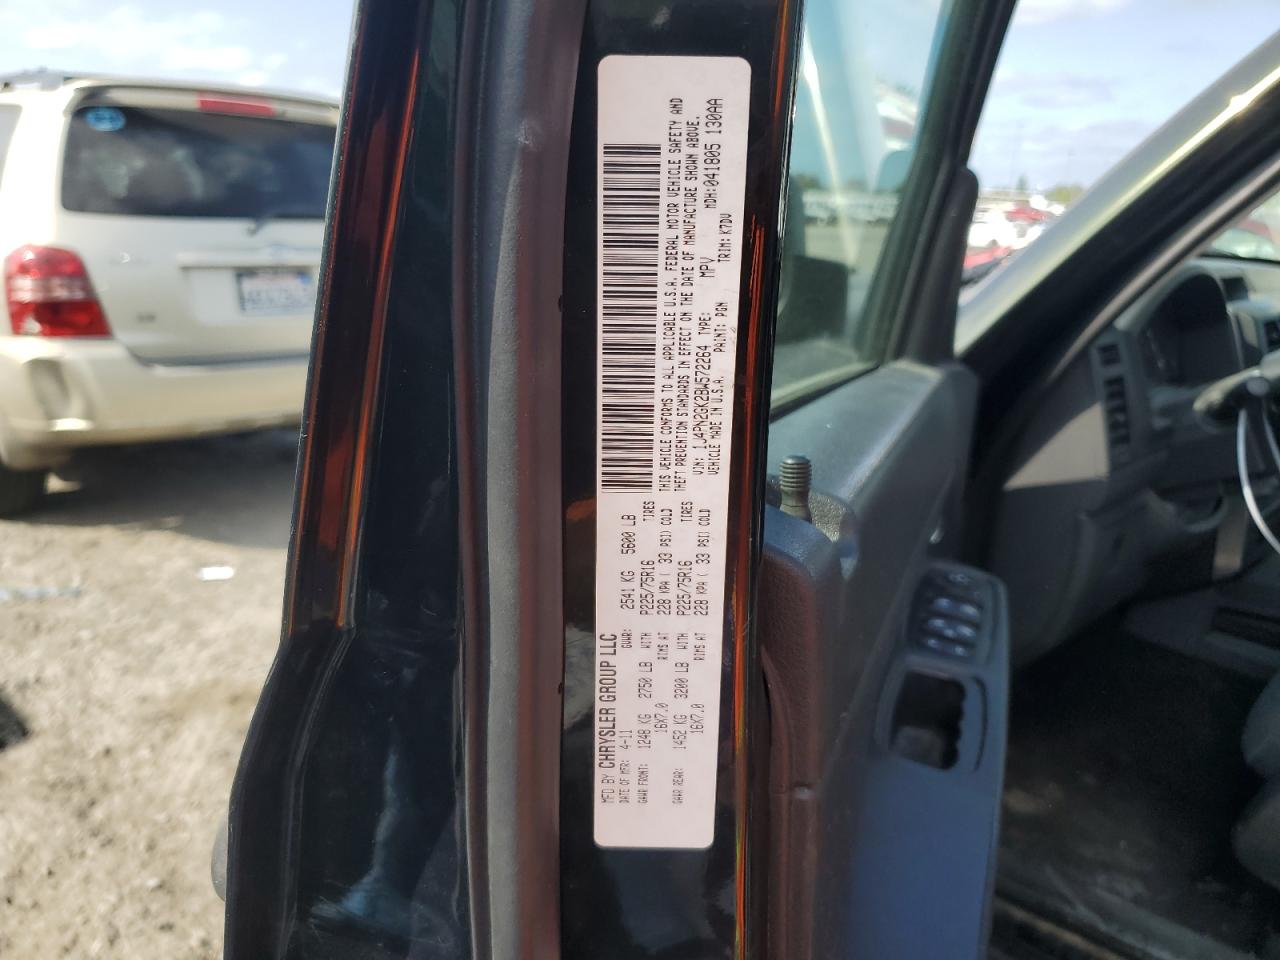 MFD BY CHRYSLER GROUP LLC
DATE OF MFR: 4-11 GVWR: 2541 KG 5600 LB
GAWR FRONT: 1248 KG 2750 LB WITH P225/75R16 TIRES
16X7.0 RIMS AT 228 KPA ( 33 PSI) COLD
GAWR REAR: 1452 KG 3200 LB WITH P225/75R16 TIRES
16X7.0 RIMS AT 228 KPA ( 33 PSI) COLD
THIS VEHICLE CONFORMS TO ALL APPLICABLE U.S.A. FEDERAL MOTOR VEHICLE SAFETY AND
THEFT PREVENTION STANDARDS IN EFFECT ON THE DATE OF MANUFACTURE SHOWN ABOVE.
VIN: 1J4PN2GK2BW572264 TYPE: MPV MDH:041805 130AA
VEHICLE MADE IN U.S.A. PAINT: PGN TRIM: K7DV